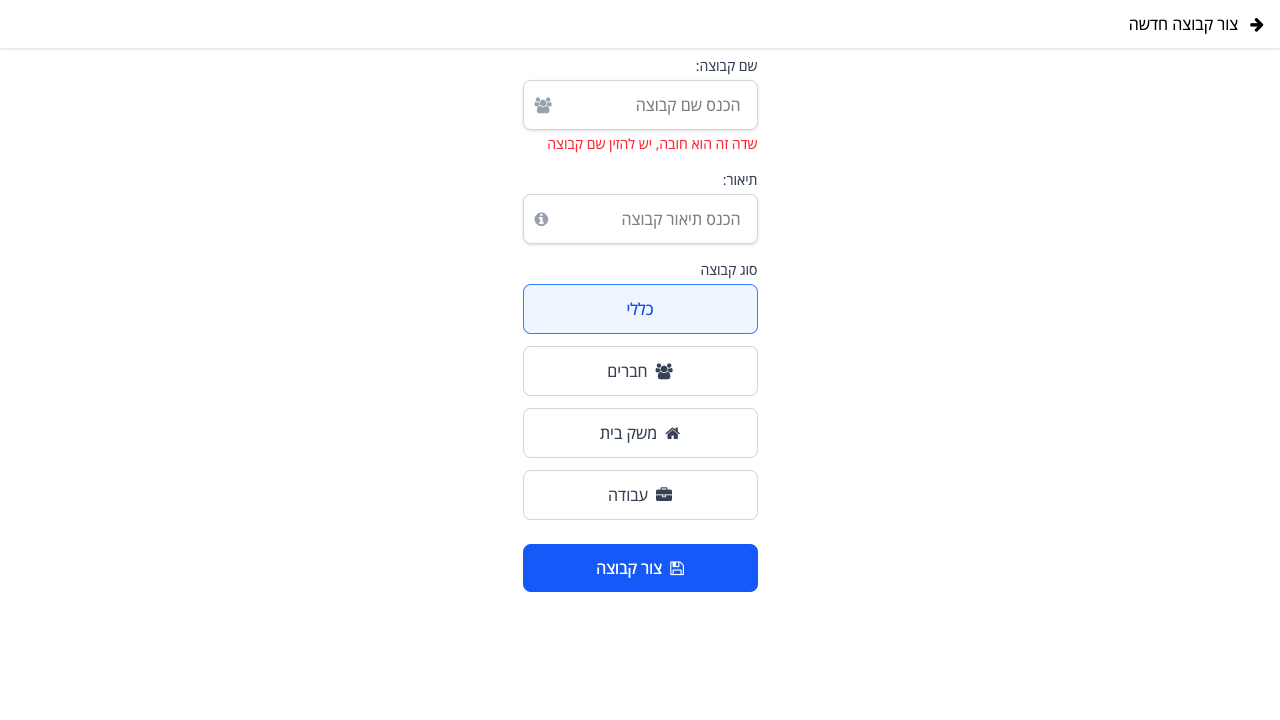 צור קבוצה חדשה
שם קבוצה:
הכנס שם קבוצה
שדה זה הוא חובה, יש להזין שם קבוצה
תיאור:
הכנס תיאור קבוצה
סוג קבוצה
כללי
חברים
משק בית
עבודה
צור קבוצה